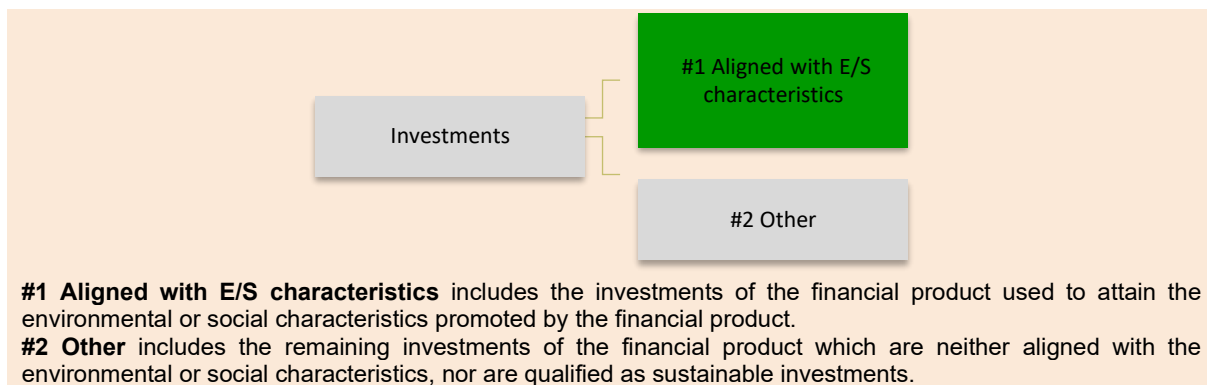 #1 Aligned with E/S
characteristics
Investments
#2 Other
#1 Aligned with E/S characteristics includes the investments of the financial product used to attain the
environmental or social characteristics promoted by the financial product.
#2 Other includes the remaining investments of the financial product which are neither aligned with the
environmental or social characteristics, nor are qualified as sustainable investments.